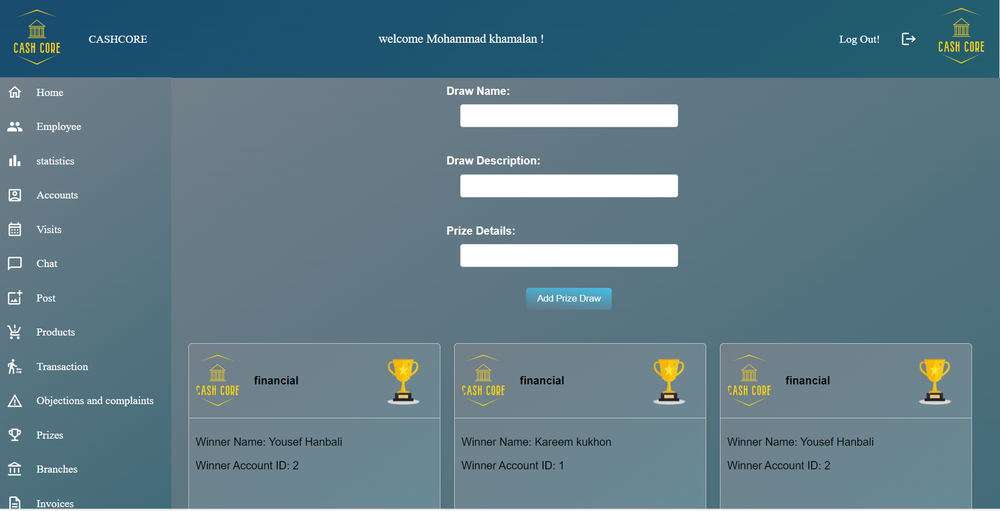 CASH CORE
CASHCORE
welcome Mohammad khamalan !
Log Out!
CASH CORE
Home
Employee
statistics
Accounts
Visits
Chat
Post
Products
Transaction
Objections and complaints
Prizes
Branches
Invoices
Draw Name:
Draw Description:
Prize Details:
Add Prize Draw
CASH CORE
financial
Winner Name: Yousef Hanbali
Winner Account ID: 2
CASH CORE
financial
Winner Name: Kareem kukhon
Winner Account ID: 1
CASH CORE
financial
Winner Name: Yousef Hanbali
Winner Account ID: 2